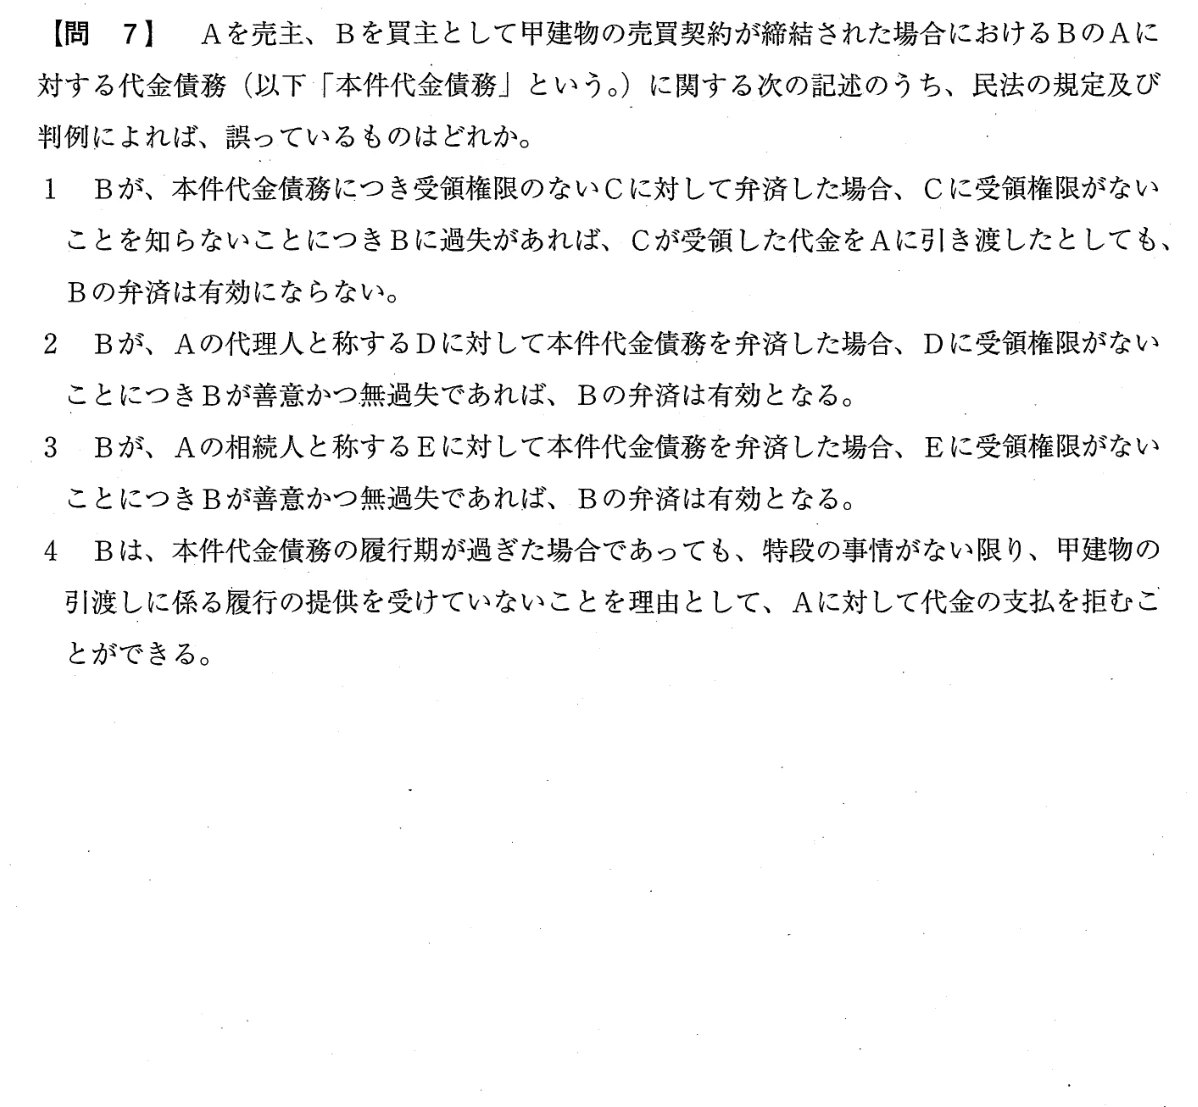 【問　7】　Ａを売主、Ｂを買主として甲建物の売買契約が締結された場合におけるＢのＡに
対する代金債務（以下「本件代金債務」という。）に関する次の記述のうち、民法の規定及び
判例によれば、誤っているものはどれか。
1　Ｂが、本件代金債務につき受領権限のないＣに対して弁済した場合、Ｃに受領権限がない
ことを知らないことにつきＢに過失があれば、Ｃが受領した代金をＡに引き渡したとしても、
Ｂの弁済は有効にならない。
2　Ｂが、Ａの代理人と称するＤに対して本件代金債務を弁済した場合、Ｄに受領権限がない
ことにつきＢが善意かつ無過失であれば、Ｂの弁済は有効となる。
3　Ｂが、Ａの相続人と称するＥに対して本件代金債務を弁済した場合、Ｅに受領権限がない
ことにつきＢが善意かつ無過失であれば、Ｂの弁済は有効となる。
4　Ｂは、本件代金債務の履行期が過ぎた場合であっても、特段の事情がない限り、甲建物の
引渡しに係る履行の提供を受けていないことを理由として、Ａに対して代金の支払を拒むこ
とができる。